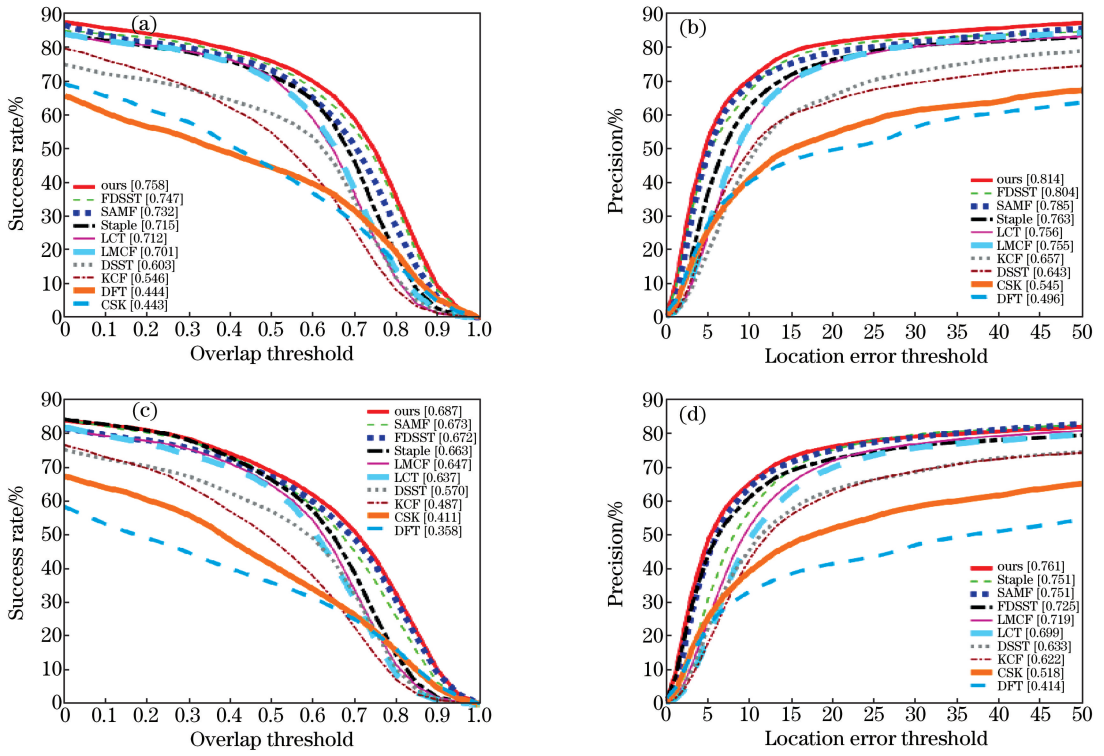 (a)
Success rate/%
90
80
70
60
50
40
30
20
10
0
ours [0.758]
FDSST [0.747]
SAMF [0.732]
Staple [0.715]
LCT [0.712]
LMCF [0.701]
DSST [0.603]
KCF [0.546]
DFT [0.444]
CSK [0.443]
0 0.1 0.2 0.3 0.4 0.5 0.6 0.7 0.8 0.9 1.0
Overlap threshold
(b)
Precision/%
90
80
70
60
50
40
30
20
10
0
ours [0.814]
FDSST [0.804]
SAMF [0.785]
Staple [0.763]
LCT [0.756]
LMCF [0.755]
KCF [0.657]
DSST [0.643]
CSK [0.545]
DFT [0.496]
0 5 10 15 20 25 30 35 40 45 50
Location error threshold
(c)
Success rate/%
90
80
70
60
50
40
30
20
10
0
ours [0.687]
SAMF [0.673]
FDSST [0.672]
Staple [0.663]
LMCF [0.647]
LCT [0.637]
DSST [0.570]
KCF [0.487]
CSK [0.411]
DFT [0.358]
0 0.1 0.2 0.3 0.4 0.5 0.6 0.7 0.8 0.9 1.0
Overlap threshold
(d)
Precision/%
90
80
70
60
50
40
30
20
10
0
ours [0.761]
Staple [0.751]
SAMF [0.751]
FDSST [0.725]
LMCF [0.719]
LCT [0.699]
DSST [0.633]
KCF [0.622]
CSK [0.518]
DFT [0.414]
0 5 10 15 20 25 30 35 40 45 50
Location error threshold